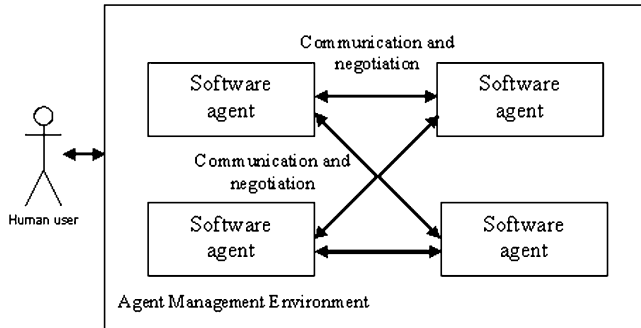 Communication and
negotiation
Software
agent
Software
agent
Communication and
negotiation
Human user
Software
agent
Software
agent
Agent Management Environment